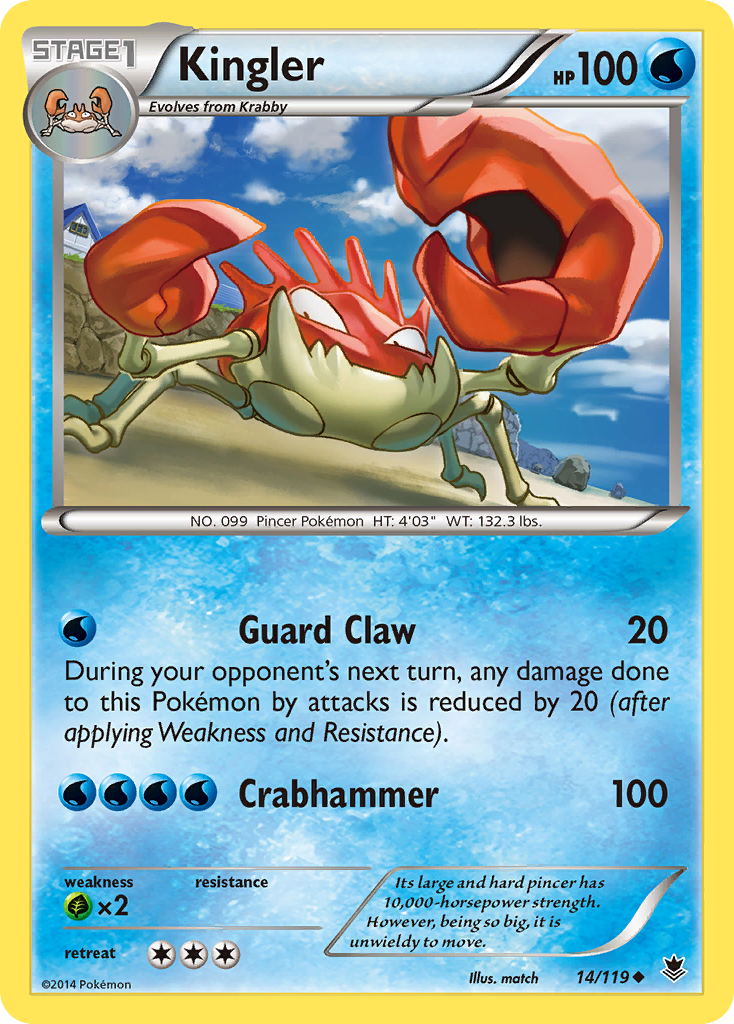 STAGE1
Kingler
HP100
Evolves from Krabby
NO. 099 Pincer Pokémon HT: 4'03" WT: 132.3 lbs.
Guard Claw 20
During your opponent's next turn, any damage done
to this Pokémon by attacks is reduced by 20 (after
applying Weakness and Resistance).
Crabhammer 100
weakness resistance
×2
retreat
Its large and hard pincer has
10,000-horsepower strength.
However, being so big, it is
unwieldy to move.
©2014 Pokémon
Illus. match 14/119